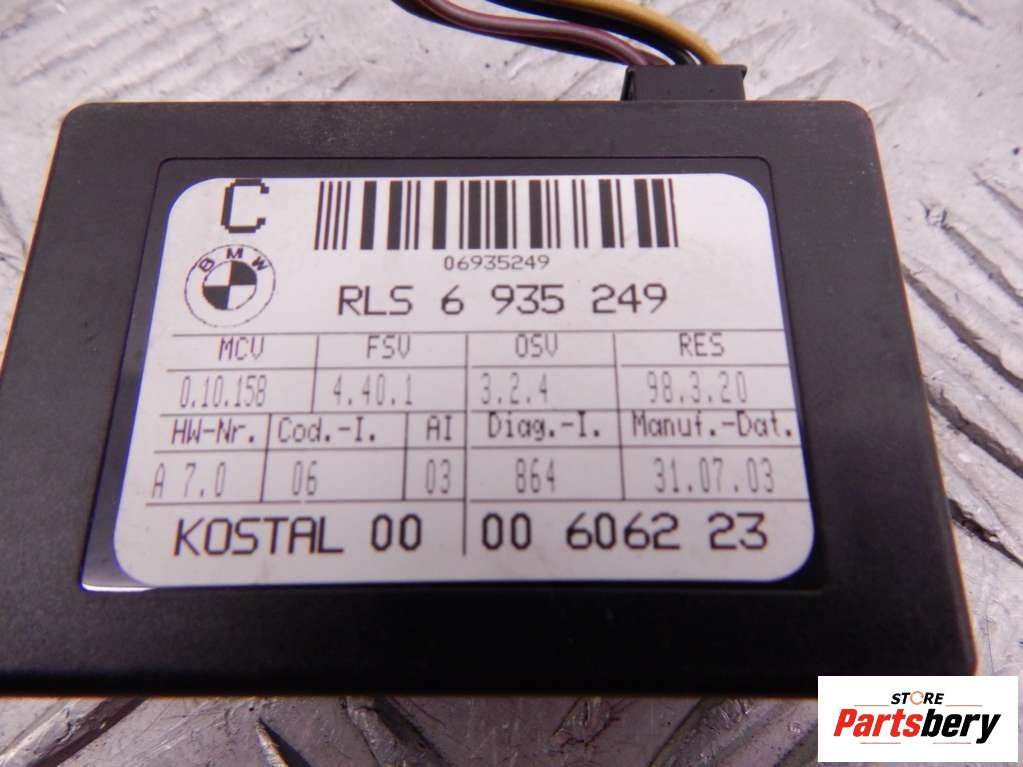 C
BMW
06935249
RLS 6 935 249
MCV FSV OSV RES
0.10.158 4.40.1 3.2.4 98.3.20
HW-Nr. Cod.-I. AI Diag.-I. Manuf.-Dat.
A 7.0 06 03 864 31.07.03
KOSTAL 00 00 6062 23
STORE
Partsbery